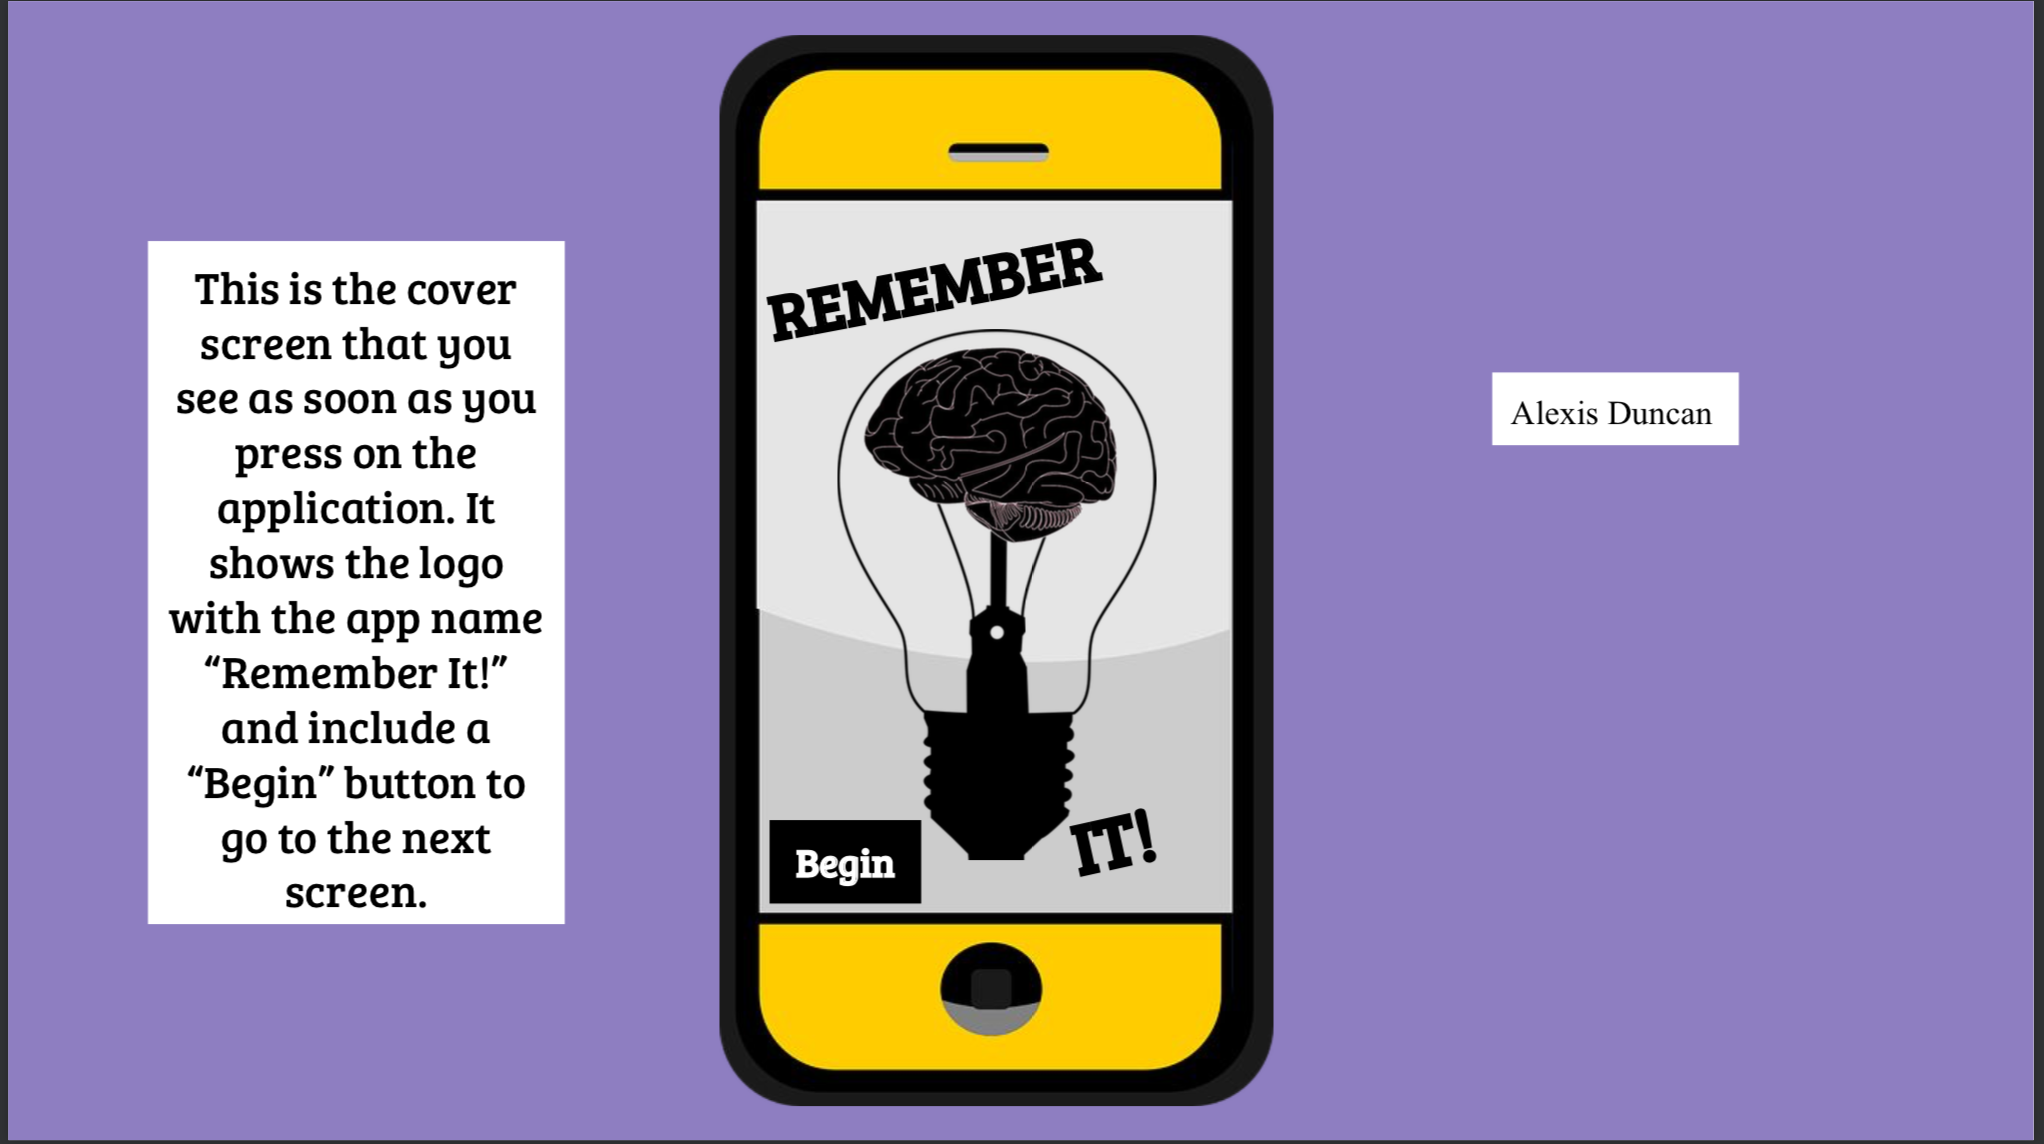 This is the cover
screen that you
see as soon as you
press on the
application. It
shows the logo
with the app name
“Remember It!”
and include a
“Begin” button to
go to the next
screen.
REMEMBER
IT!
Begin
Alexis Duncan